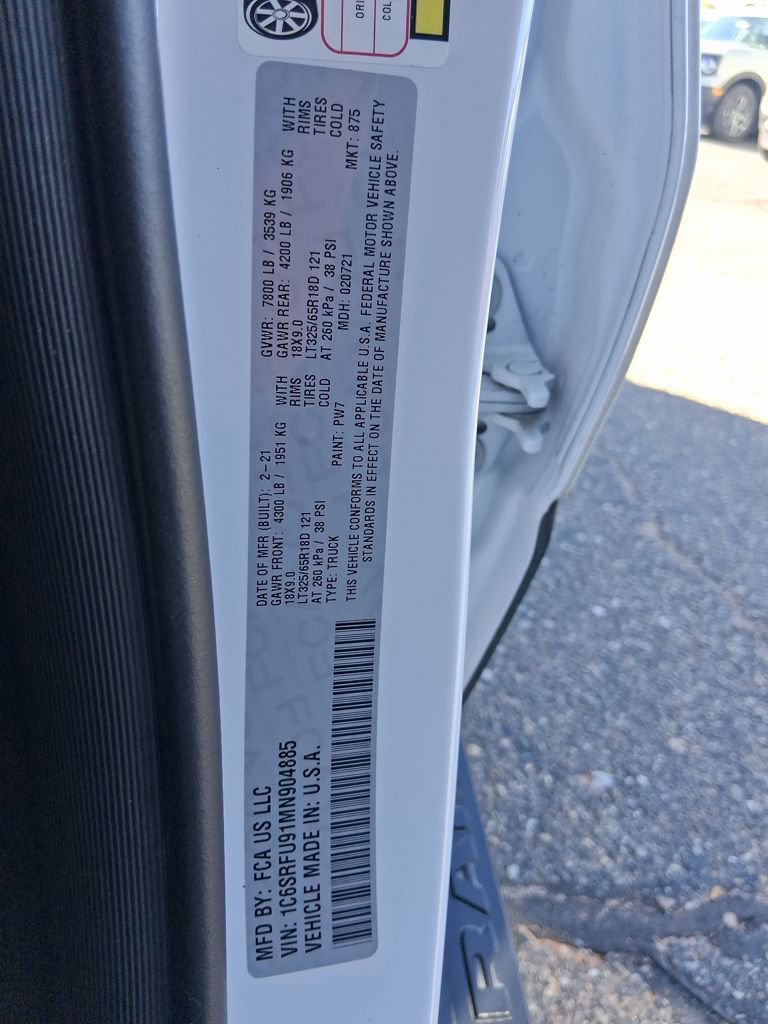 ORI
COL
MFD BY: FCA US LLC
VIN: 1C6SRFU91MN904885
VEHICLE MADE IN: U.S.A.
DATE OF MFR (BUILT): 2-21 GVWR: 7800 LB / 3539 KG
GAWR FRONT: 4300 LB / 1951 KG WITH GAWR REAR: 4200 LB / 1906 KG WITH
18X9.0 RIMS 18X9.0 RIMS
LT325/65R18D 121 TIRES LT325/65R18D 121 TIRES
AT 260 kPa / 38 PSI COLD AT 260 kPa / 38 PSI COLD
TYPE: TRUCK PAINT: PW7 MDH: 020721 MKT: 875
THIS VEHICLE CONFORMS TO ALL APPLICABLE U.S.A. FEDERAL MOTOR VEHICLE SAFETY
STANDARDS IN EFFECT ON THE DATE OF MANUFACTURE SHOWN ABOVE.
RAM